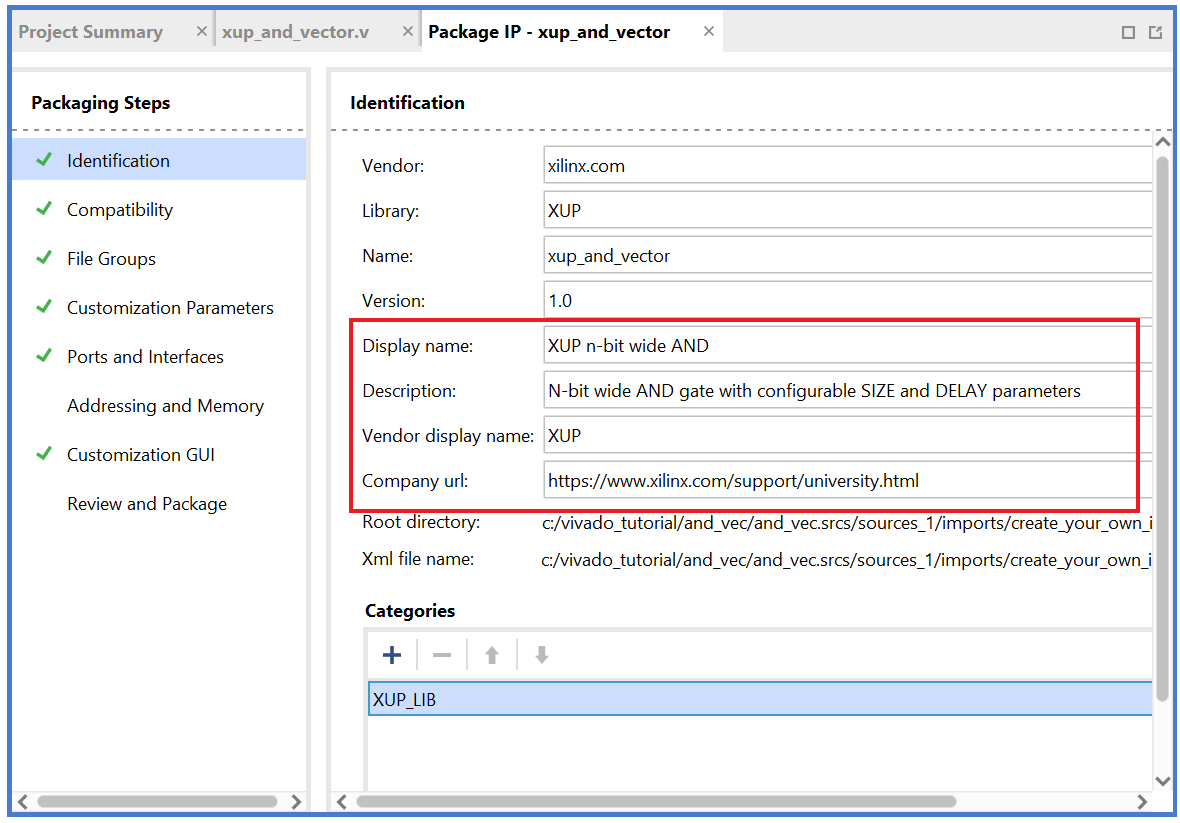 Project Summary
xup_and_vector.v
Package IP - xup_and_vector
Packaging Steps
Identification
Compatibility
File Groups
Customization Parameters
Ports and Interfaces
Addressing and Memory
Customization GUI
Review and Package
Identification
Vendor: xilinx.com
Library: XUP
Name: xup_and_vector
Version: 1.0
Display name: XUP n-bit wide AND
Description: N-bit wide AND gate with configurable SIZE and DELAY parameters
Vendor display name: XUP
Company url: https://www.xilinx.com/support/university.html
Root directory: c:/vivado_tutorial/and_vec/and_vec.srcs/sources_1/imports/create_your_own_i
Xml file name: c:/vivado_tutorial/and_vec/and_vec.srcs/sources_1/imports/create_your_own_i
Categories
XUP_LIB